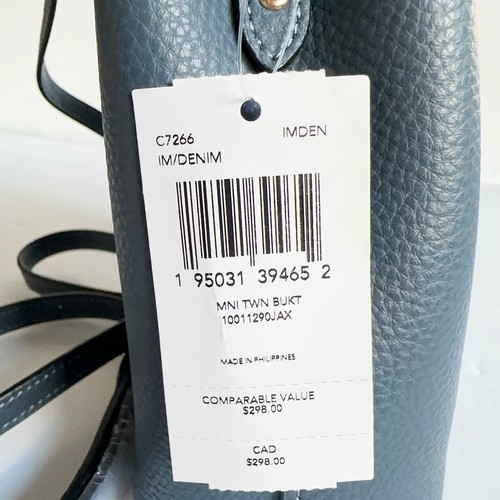 C7266 IMDEN
IM/DENIM
1 95031 39465 2
MNI TWN BUKT
10011290JAX
MADE IN PHILIPPINES
COMPARABLE VALUE
$298.00
CAD
$298.00